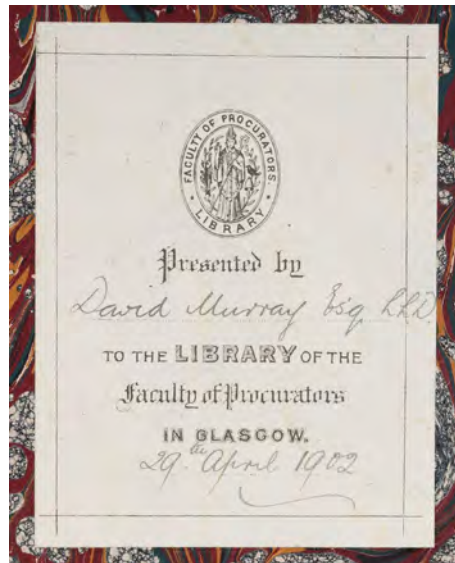 FACULTY OF PROCURATORS
LIBRARY
Presented by
David Murray Esq. LL.D.
TO THE LIBRARY OF THE
Faculty of Procurators
IN GLASGOW.
29th April 1902